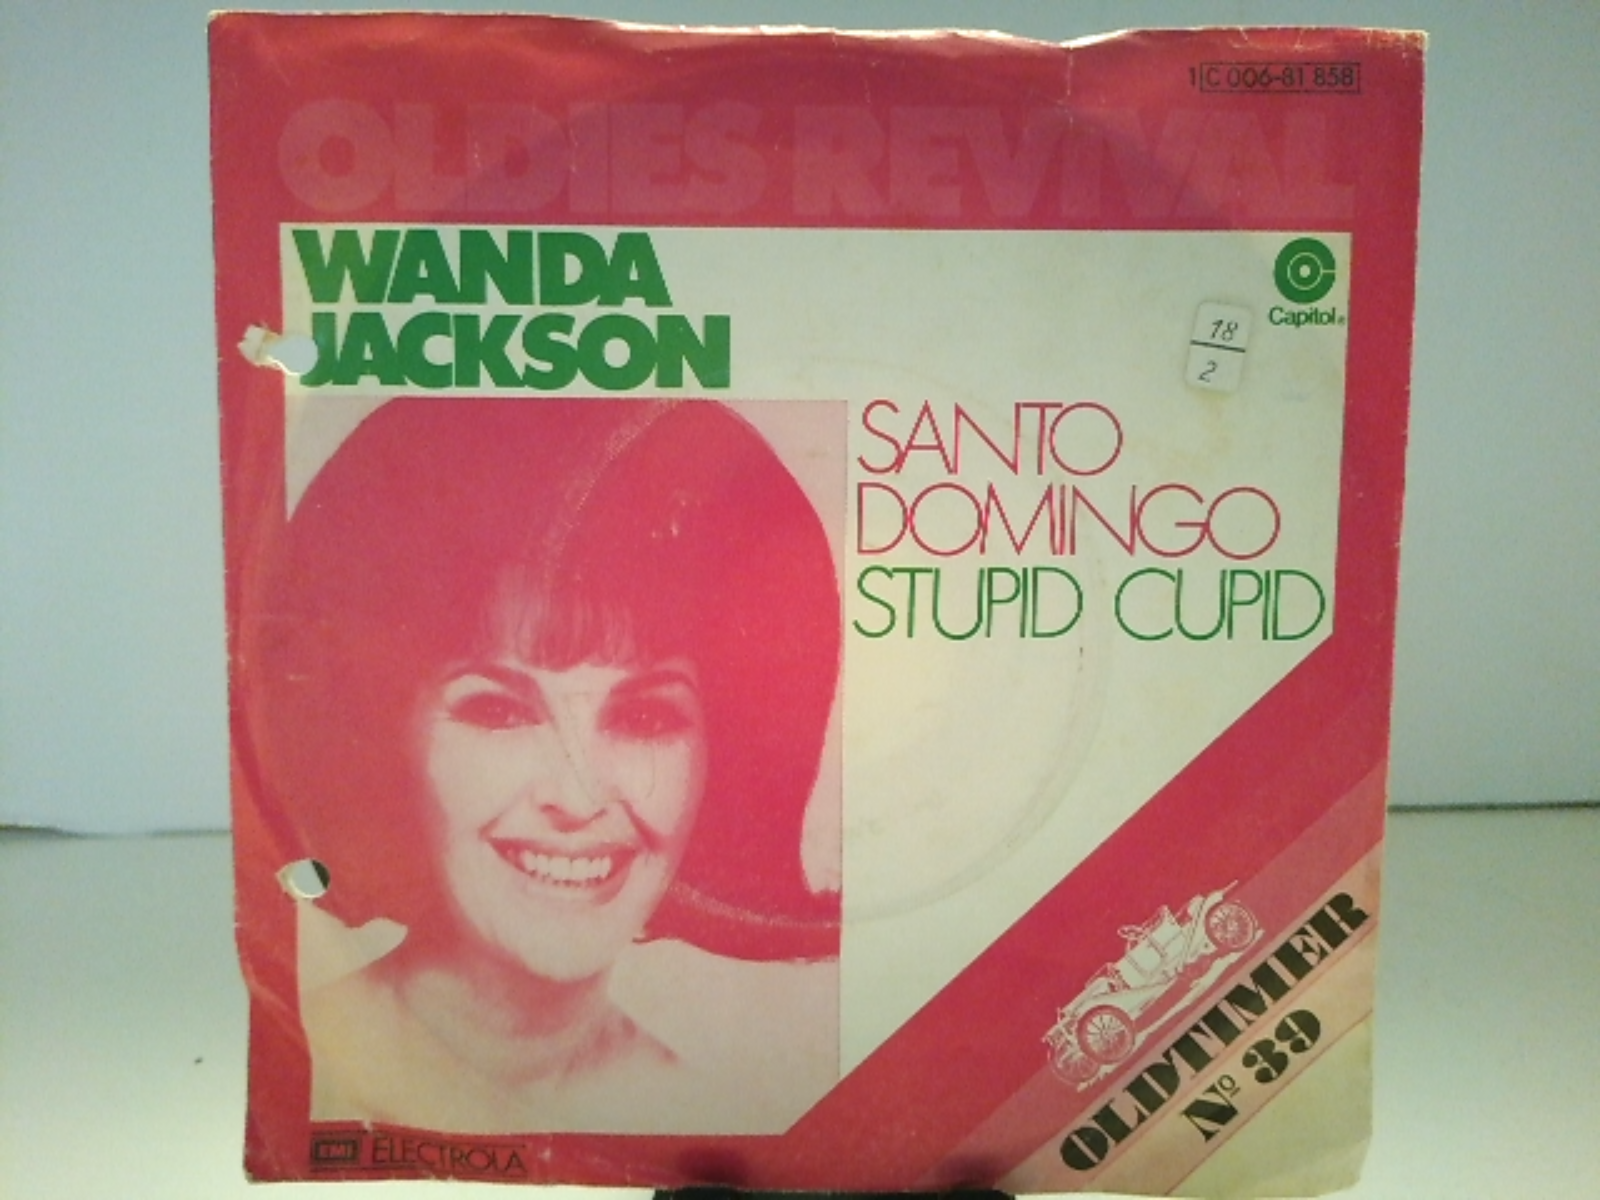 1 C 006-81 858
OLDIES REVIVAL
WANDA
JACKSON
Capitol®
18
2
SANTO
DOMINGO
STUPID CUPID
OLDTIMER
Nº 39
EMI ELECTROLA